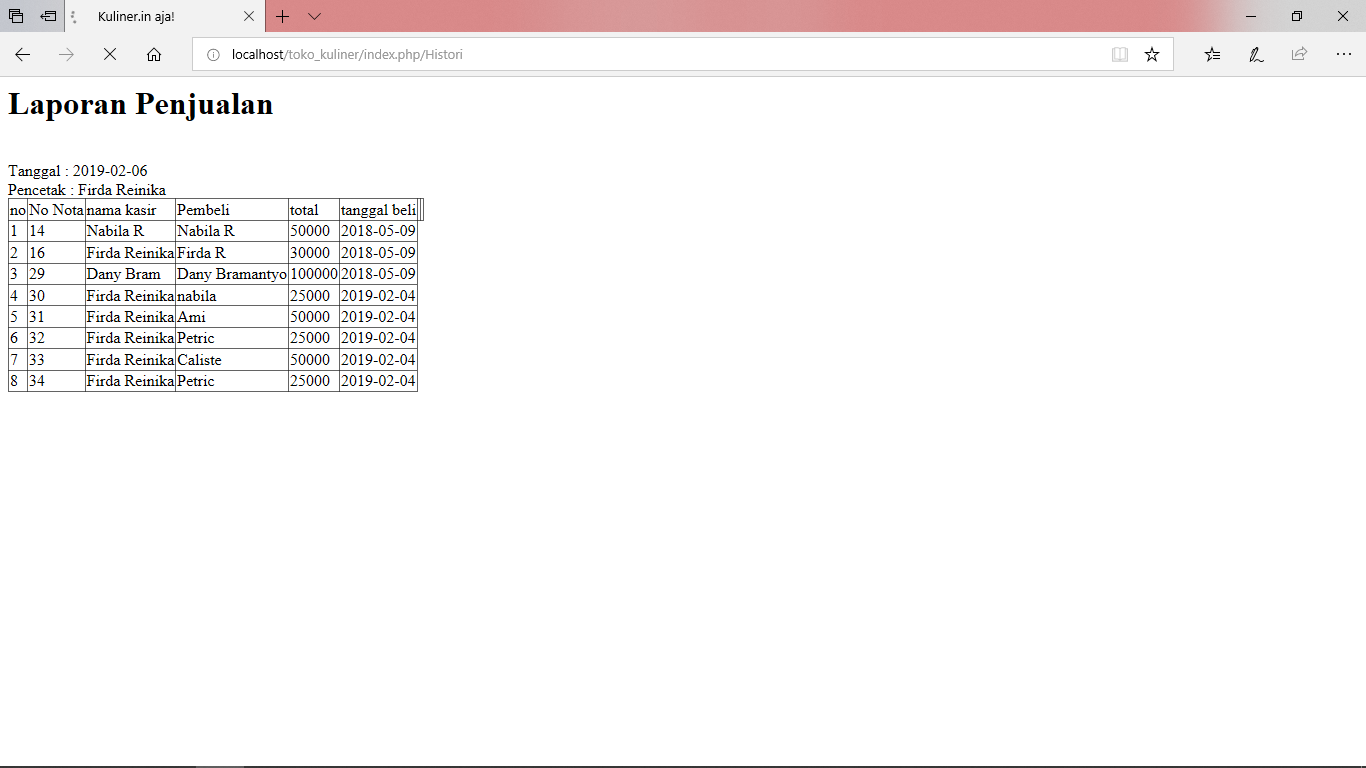 Kuliner.in aja!
localhost/toko_kuliner/index.php/Histori
Laporan Penjualan
Tanggal : 2019-02-06
Pencetak : Firda Reinika
no No Nota nama kasir Pembeli total tanggal beli
1 14 Nabila R Nabila R 50000 2018-05-09
2 16 Firda Reinika Firda R 30000 2018-05-09
3 29 Dany Bram Dany Bramantyo 100000 2018-05-09
4 30 Firda Reinika nabila 25000 2019-02-04
5 31 Firda Reinika Ami 50000 2019-02-04
6 32 Firda Reinika Petric 25000 2019-02-04
7 33 Firda Reinika Caliste 50000 2019-02-04
8 34 Firda Reinika Petric 25000 2019-02-04